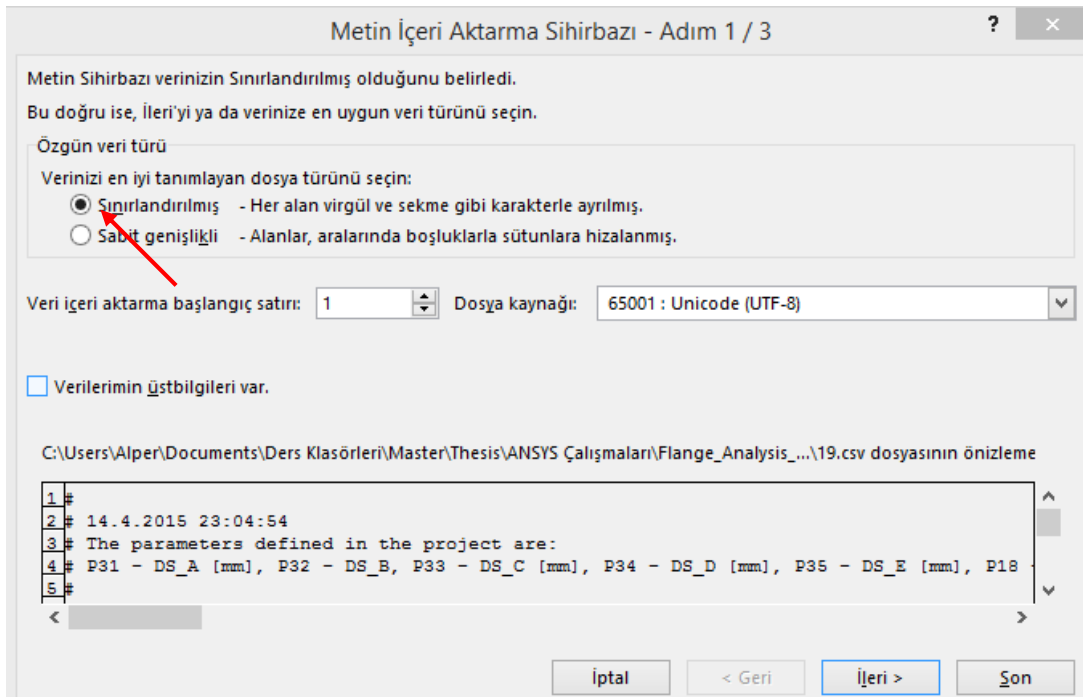 Metin İçeri Aktarma Sihirbazı - Adım 1 / 3
?
×
Metin Sihirbazı verinizin Sınırlandırılmış olduğunu belirledi.
Bu doğru ise, İleri'yi ya da verinize en uygun veri türünü seçin.
Özgün veri türü
Verinizi en iyi tanımlayan dosya türünü seçin:
Sınırlandırılmış - Her alan virgül ve sekme gibi karakterle ayrılmış.
Sabit genişlikli - Alanlar, aralarında boşluklarla sütunlara hizalanmış.
Veri içeri aktarma başlangıç satırı: 1 Dosya kaynağı: 65001 : Unicode (UTF-8)
Verilerimin üstbilgileri var.
C:\Users\Alper\Documents\Ders Klasörleri\Master\Thesis\ANSYS Çalışmaları\Flange_Analysis_...\19.csv dosyasının önizleme
1 #
2 # 14.4.2015 23:04:54
3 # The parameters defined in the project are:
4 # P31 - DS_A [mm], P32 - DS_B, P33 - DS_C [mm], P34 - DS_D [mm], P35 - DS_E [mm], P18 -
5 #
İptal < Geri İleri > Son